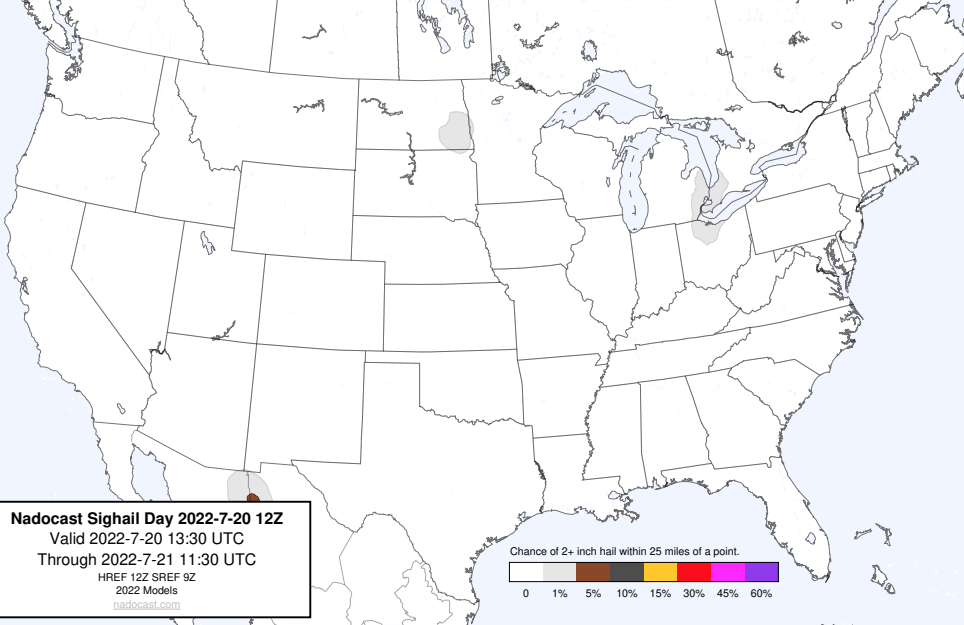 Nadocast Sighail Day 2022-7-20 12Z
Valid 2022-7-20 13:30 UTC
Through 2022-7-21 11:30 UTC
HREF 12Z SREF 9Z
2022 Models
nadocast.com
Chance of 2+ inch hail within 25 miles of a point.
0 1% 5% 10% 15% 30% 45% 60%